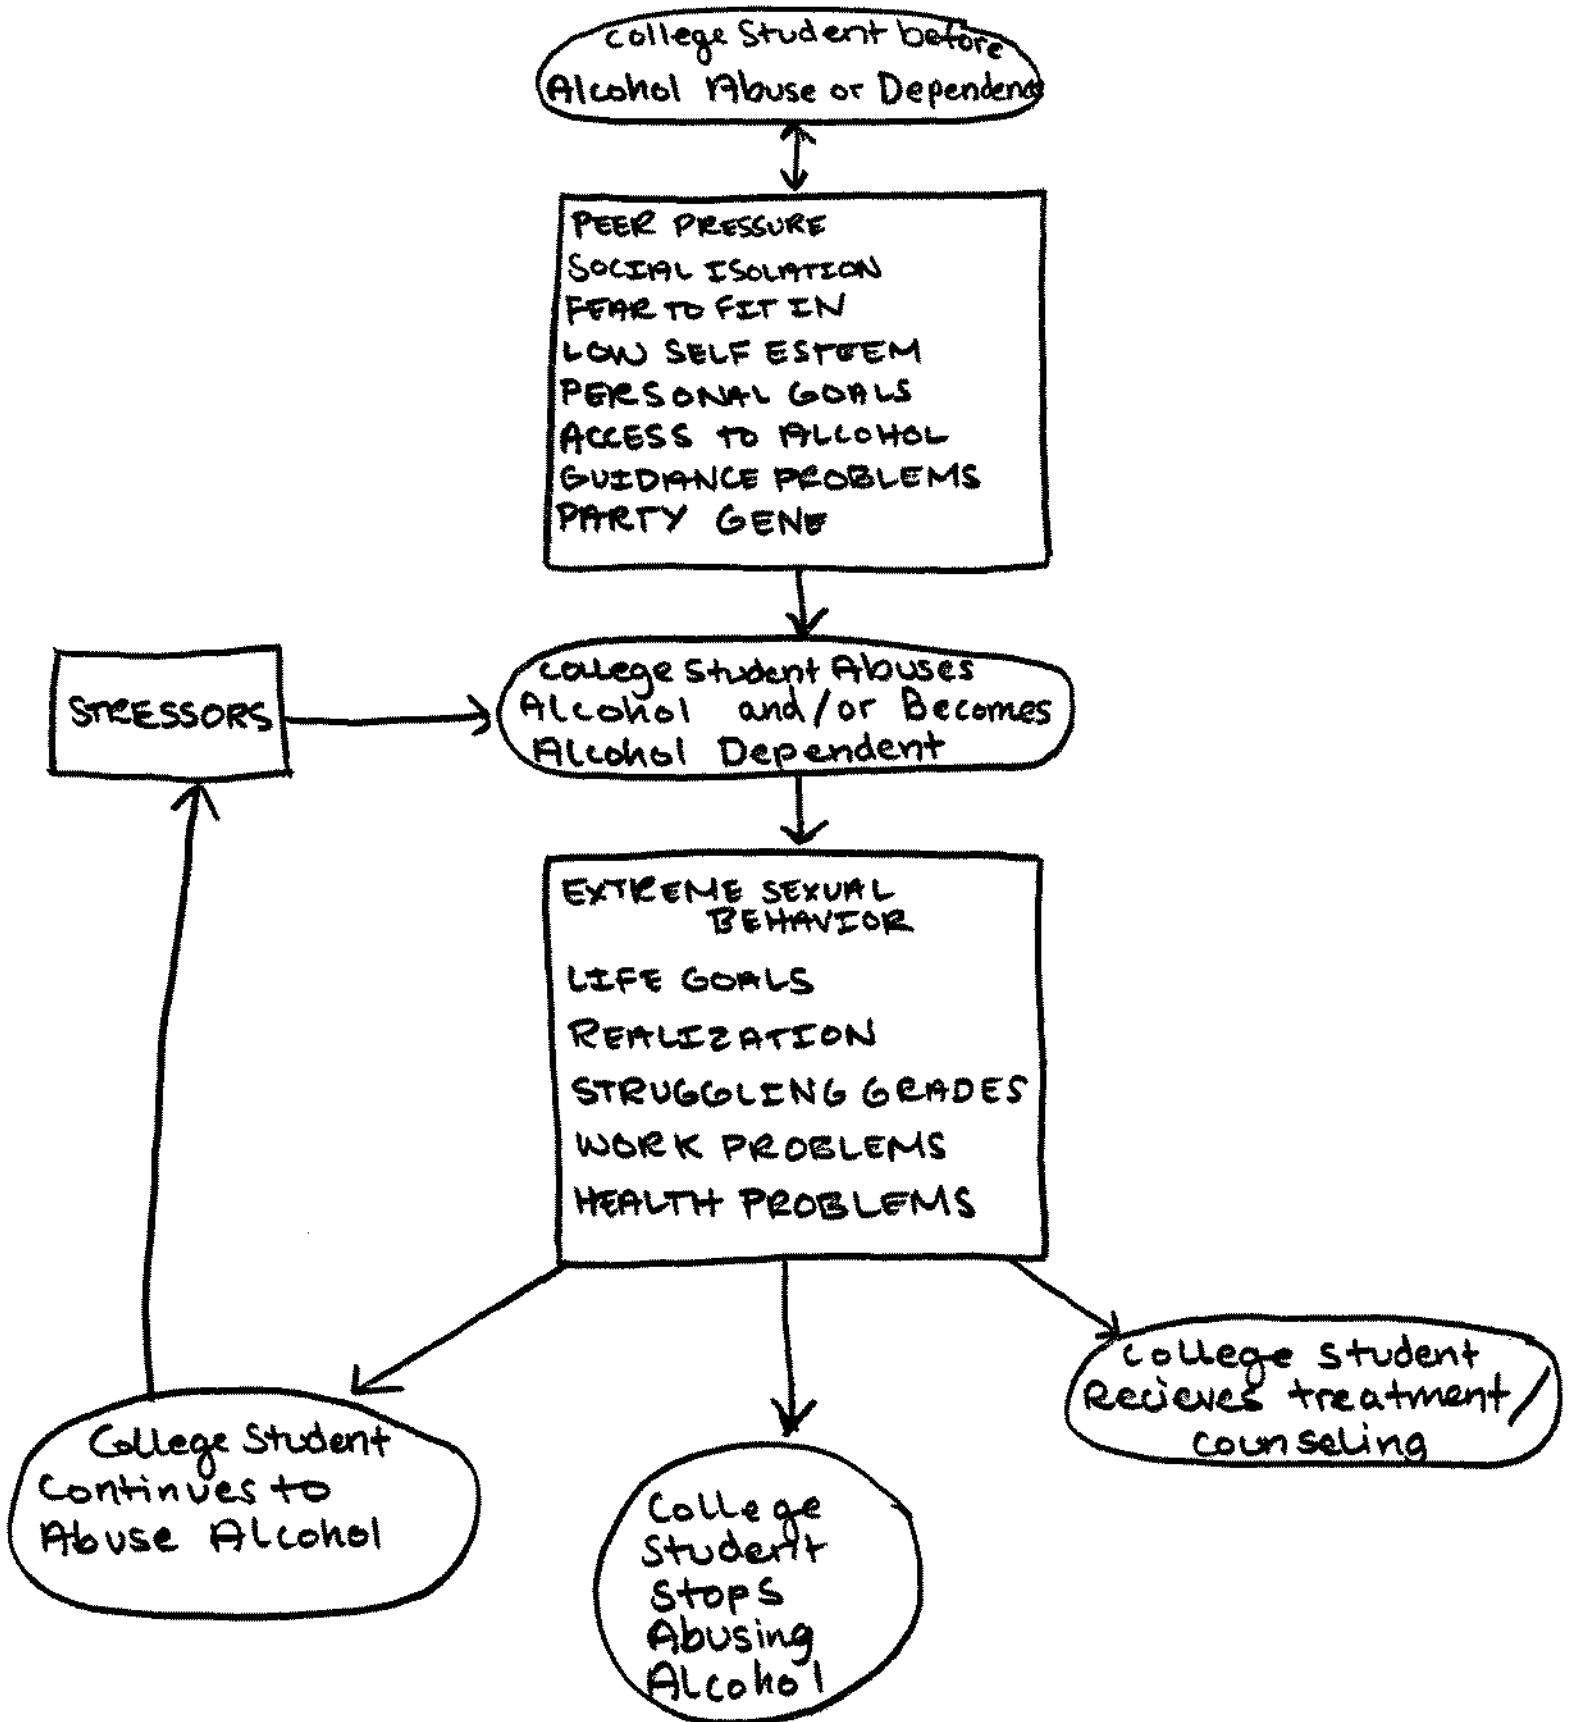 College Student before
Alcohol Abuse or Dependence
PEER PRESSURE
SOCIAL ISOLATION
FEAR TO FIT IN
LOW SELF ESTEEM
PERSONAL GOALS
ACCESS TO ALCOHOL
GUIDANCE PROBLEMS
PARTY GENE
STRESSORS
College Student Abuses
Alcohol and/or Becomes
Alcohol Dependent
EXTREME SEXUAL
BEHAVIOR
LIFE GOALS
REALIZATION
STRUGGLING GRADES
WORK PROBLEMS
HEALTH PROBLEMS
College Student
Continues to
Abuse Alcohol
College
Student
Stops
Abusing
Alcohol
College Student
Recieves treatment/
counseling